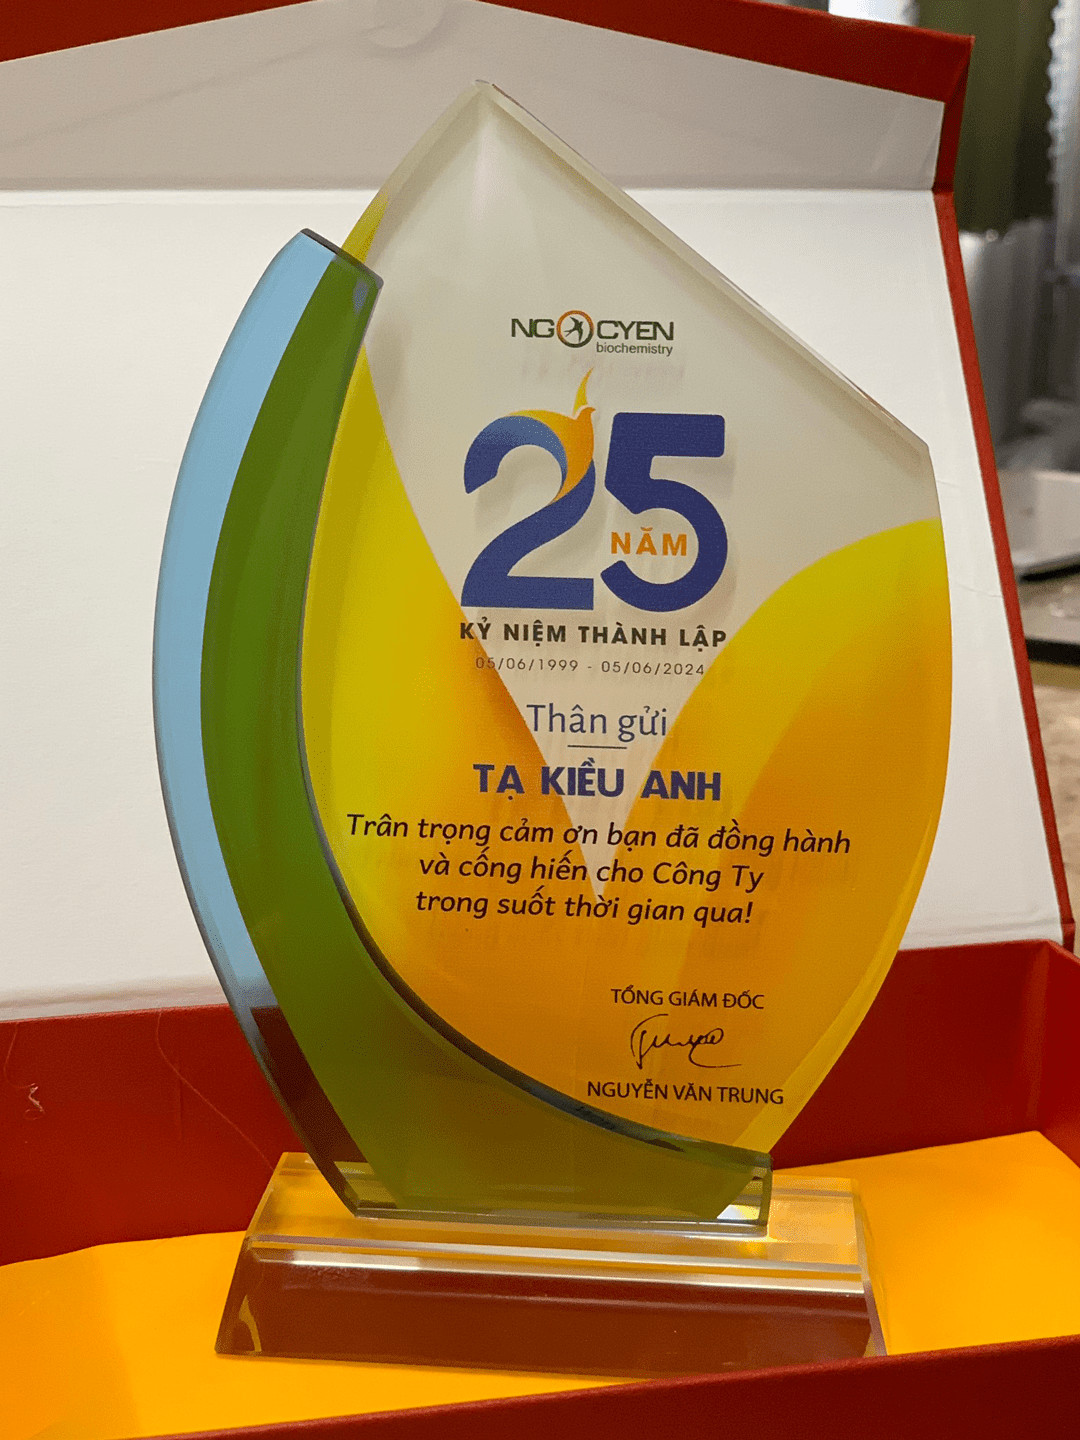 NGOCYEN
biochemistry
25
NĂM
KỶ NIỆM THÀNH LẬP
05/06/1999 - 05/06/2024
Thân gửi
TẠ KIỀU ANH
Trân trọng cảm ơn bạn đã đồng hành
và cống hiến cho Công Ty
trong suốt thời gian qua!
TỔNG GIÁM ĐỐC
NGUYỄN VĂN TRUNG